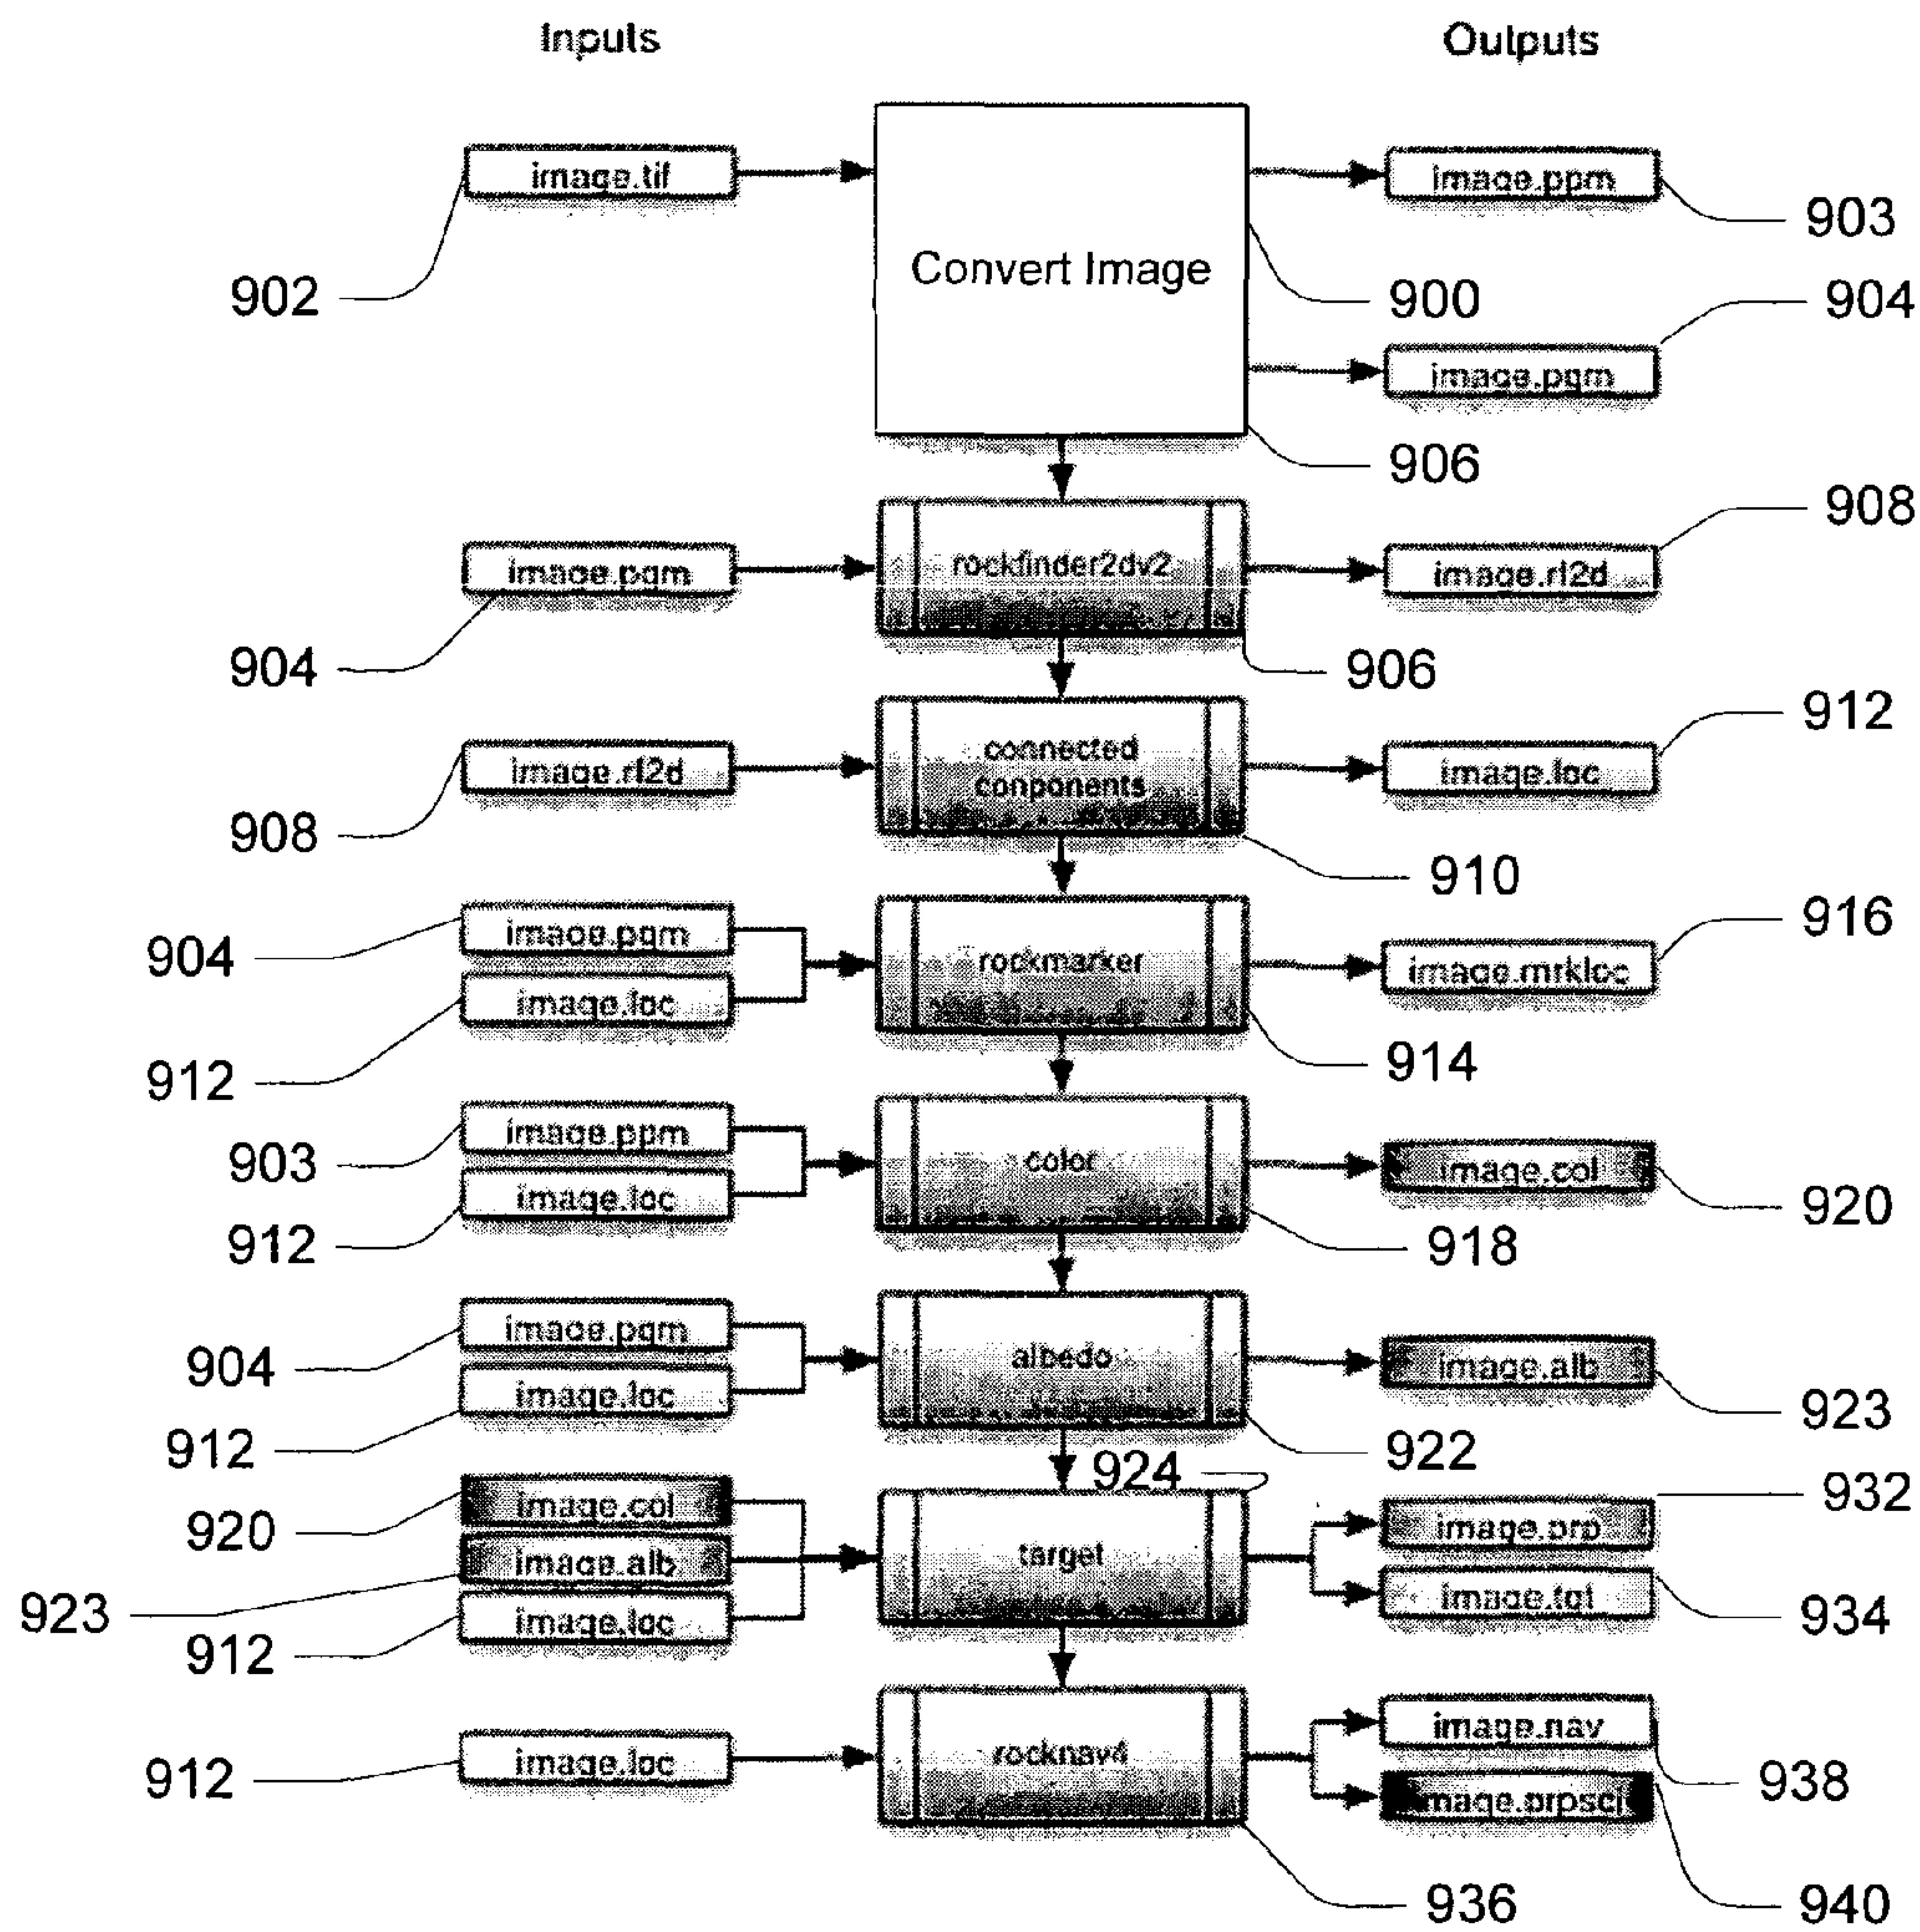 Inputs
Outputs
image.tif
image.ppm
903
902
Convert Image
900
904
image.pgm
906
908
image.pgm
rockfinder2dv2
image.rf2d
904
906
912
image.rf2d
connected
conponents
image.loc
908
910
916
904
image.pgm
image.loc
rockmarker
image.mrkloc
912
914
903
image.ppm
image.loc
color
image.col
920
912
918
904
image.pgm
image.loc
albedo
image.alb
923
912
922
924
932
920
image.col
image.alb
image.loc
target
image.prp
image.tgt
934
923
912
912
image.loc
rocknav4
image.nav
938
image.prpsci
936
940